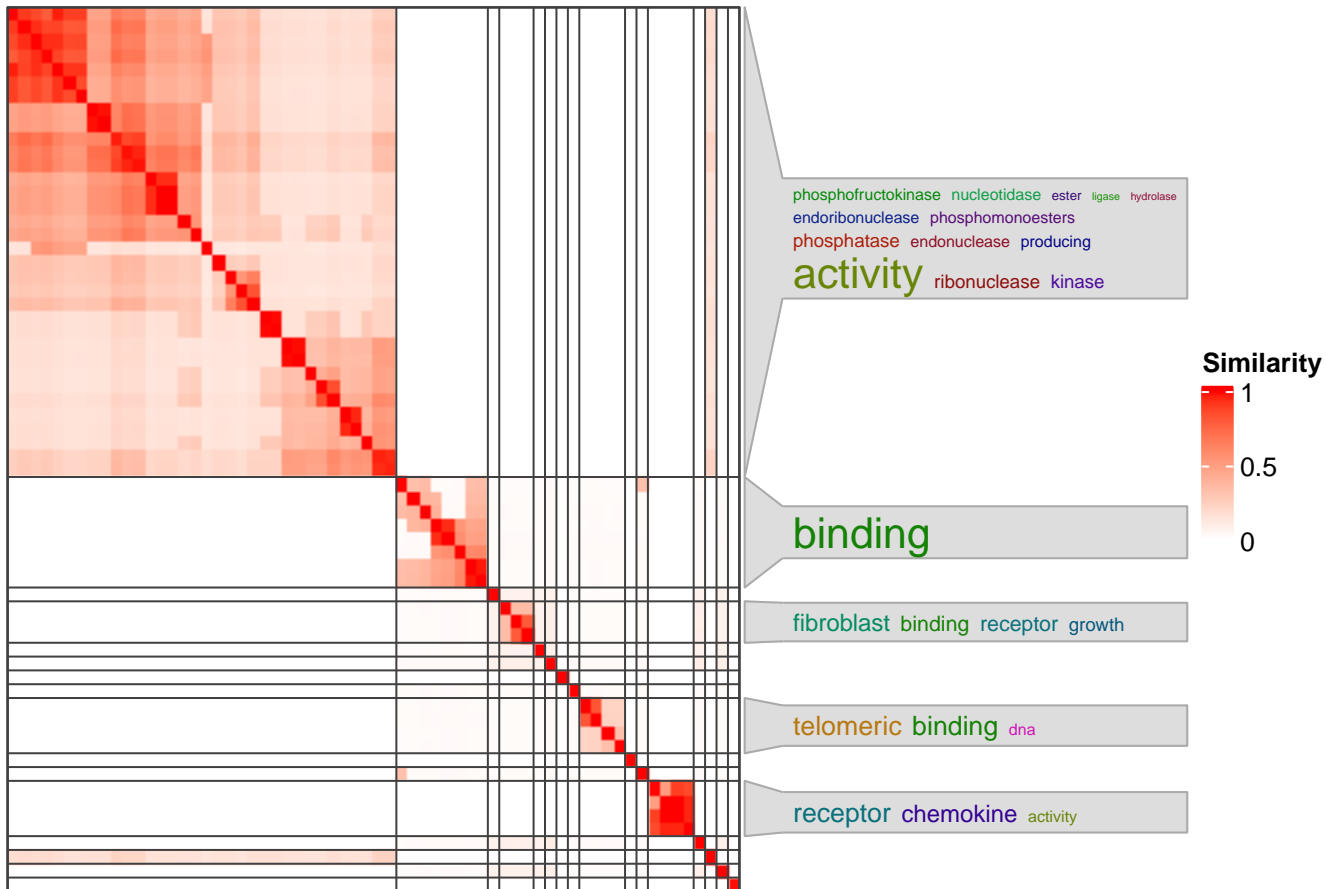 phosphofructokinase nucleotidase ester ligase hydrolase
endoribonuclease phosphomonoesters
phosphatase endonuclease producing
activity ribonuclease kinase
Similarity
1
0.5
0
binding
fibroblast binding receptor growth
telomeric binding dna
receptor chemokine activity